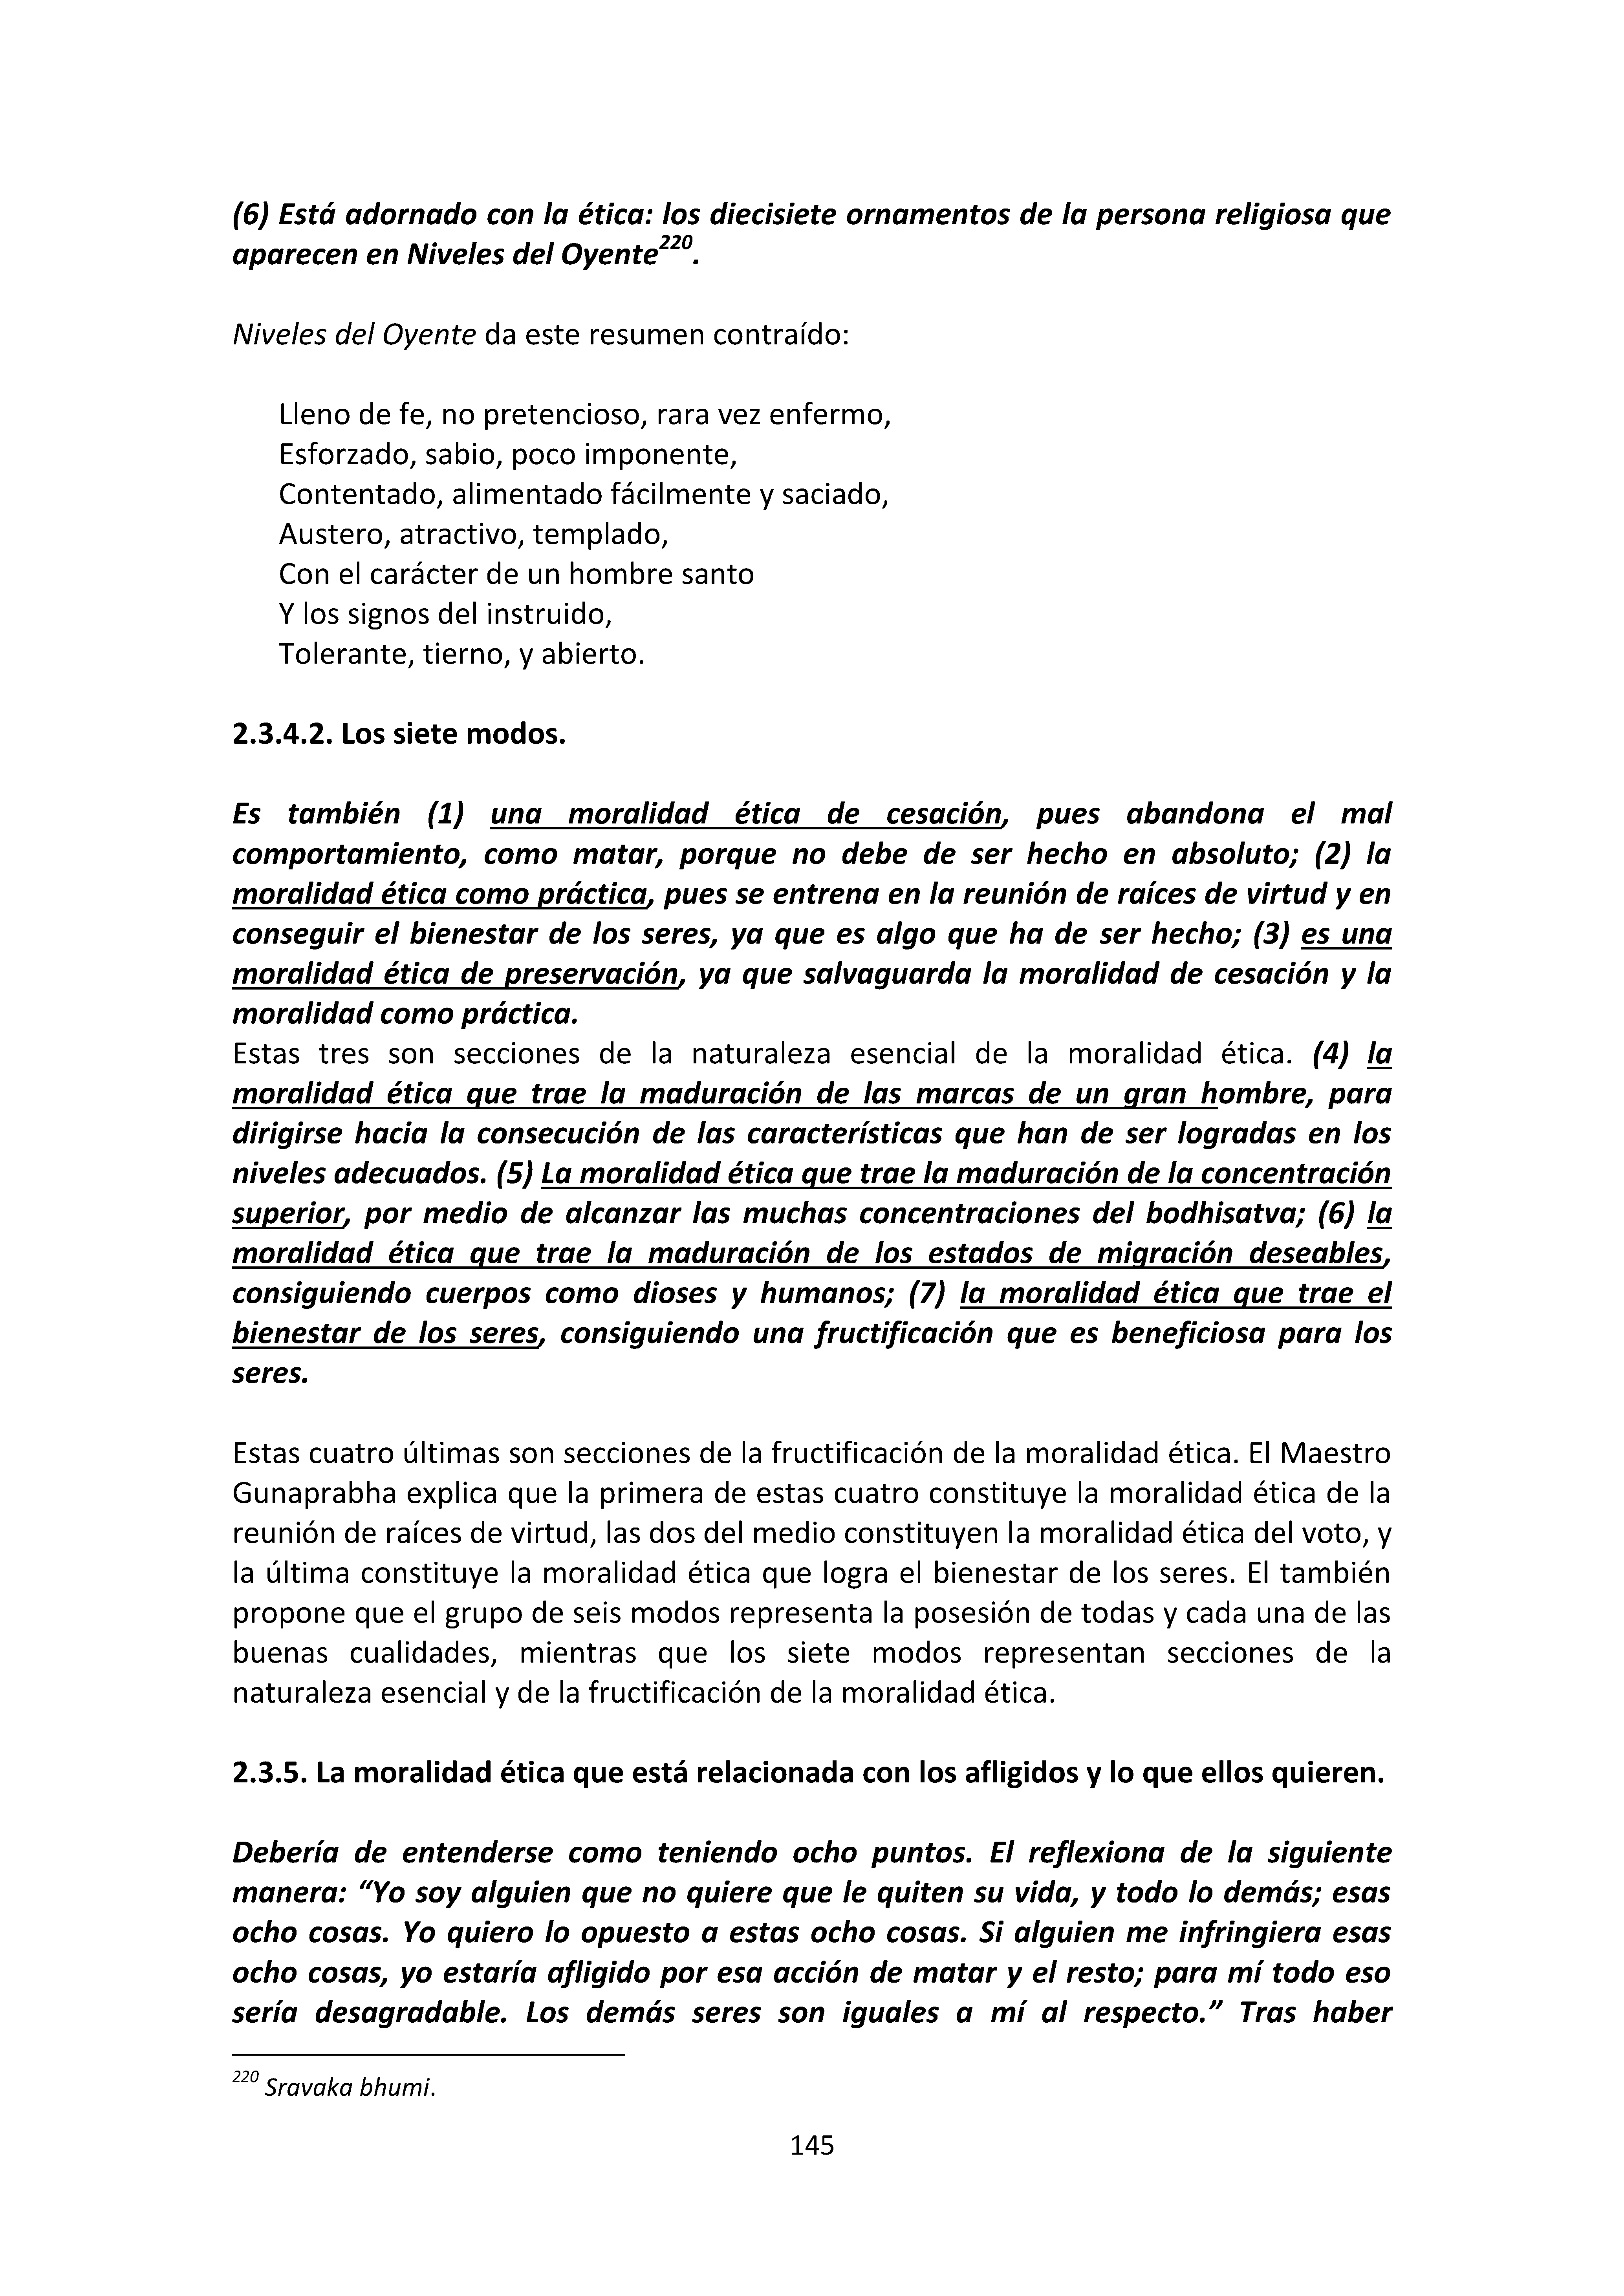 (6) Está adornado con la ética: los diecisiete ornamentos de la persona religiosa que
aparecen en Niveles del Oyente220.
Niveles del Oyente da este resumen contraído:
Lleno de fe, no pretencioso, rara vez enfermo,
Esforzado, sabio, poco imponente,
Contentado, alimentado fácilmente y saciado,
Austero, atractivo, templado,
Con el carácter de un hombre santo
Y los signos del instruido,
Tolerante, tierno, y abierto.
2.3.4.2. Los siete modos.
Es también (1) una moralidad ética de cesación, pues abandona el mal
comportamiento, como matar, porque no debe de ser hecho en absoluto; (2) la
moralidad ética como práctica, pues se entrena en la reunión de raíces de virtud y en
conseguir el bienestar de los seres, ya que es algo que ha de ser hecho; (3) es una
moralidad ética de preservación, ya que salvaguarda la moralidad de cesación y la
moralidad como práctica.
Estas tres son secciones de la naturaleza esencial de la moralidad ética. (4) la
moralidad ética que trae la maduración de las marcas de un gran hombre, para
dirigirse hacia la consecución de las características que han de ser logradas en los
niveles adecuados. (5) La moralidad ética que trae la maduración de la concentración
superior, por medio de alcanzar las muchas concentraciones del bodhisatva; (6) la
moralidad ética que trae la maduración de los estados de migración deseables,
consiguiendo cuerpos como dioses y humanos; (7) la moralidad ética que trae el
bienestar de los seres, consiguiendo una fructificación que es beneficiosa para los
seres.
Estas cuatro últimas son secciones de la fructificación de la moralidad ética. El Maestro
Gunaprabha explica que la primera de estas cuatro constituye la moralidad ética de la
reunión de raíces de virtud, las dos del medio constituyen la moralidad ética del voto, y
la última constituye la moralidad ética que logra el bienestar de los seres. El también
propone que el grupo de seis modos representa la posesión de todas y cada una de las
buenas cualidades, mientras que los siete modos representan secciones de la
naturaleza esencial y de la fructificación de la moralidad ética.
2.3.5. La moralidad ética que está relacionada con los afligidos y lo que ellos quieren.
Debería de entenderse como teniendo ocho puntos. El reflexiona de la siguiente
manera: “Yo soy alguien que no quiere que le quiten su vida, y todo lo demás; esas
ocho cosas. Yo quiero lo opuesto a estas ocho cosas. Si alguien me infringiera esas
ocho cosas, yo estaría afligido por esa acción de matar y el resto; para mí todo eso
sería desagradable. Los demás seres son iguales a mí al respecto.” Tras haber
220 Sravaka bhumi.
145